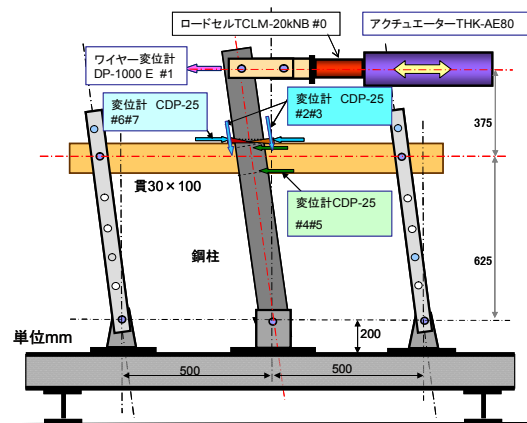 ロードセルTCLM-20kNB #0
アクチュエーターTHK-AE80
ワイヤー変位計
DP-1000 E #1
変位計 CDP-25
#6#7
変位計 CDP-25
#2#3
375
貫30×100
変位計CDP-25
#4#5
鋼柱
625
単位mm
200
500
500